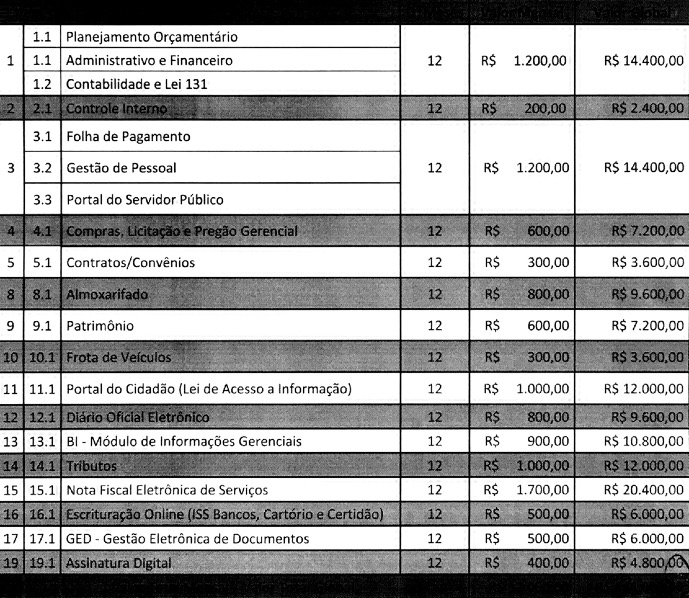 Valor Global
1.1 Planejamento Orçamentário
1 1.1 Administrativo e Financeiro 12 R$ 1.200,00 R$ 14.400,00
1.2 Contabilidade e Lei 131
2 2.1 Controle Interno 12 R$ 200,00 R$ 2.400,00
3.1 Folha de Pagamento
3 3.2 Gestão de Pessoal 12 R$ 1.200,00 R$ 14.400,00
3.3 Portal do Servidor Público
4 4.1 Compras, Licitação e Pregão Gerencial 12 R$ 600,00 R$ 7.200,00
5 5.1 Contratos/Convênios 12 R$ 300,00 R$ 3.600,00
8 8.1 Almoxarifado 12 R$ 800,00 R$ 9.600,00
9 9.1 Patrimônio 12 R$ 600,00 R$ 7.200,00
10 10.1 Frota de Veículos 12 R$ 300,00 R$ 3.600,00
11 11.1 Portal do Cidadão (Lei de Acesso a Informação) 12 R$ 1.000,00 R$ 12.000,00
12 12.1 Diário Oficial Eletrônico 12 R$ 800,00 R$ 9.600,00
13 13.1 BI - Módulo de Informações Gerenciais 12 R$ 900,00 R$ 10.800,00
14 14.1 Tributos 12 R$ 1.000,00 R$ 12.000,00
15 15.1 Nota Fiscal Eletrônica de Serviços 12 R$ 1.700,00 R$ 20.400,00
16 16.1 Escrituração Online (ISS Bancos, Cartório e Certidão) 12 R$ 500,00 R$ 6.000,00
17 17.1 GED - Gestão Eletrônica de Documentos 12 R$ 500,00 R$ 6.000,00
19 19.1 Assinatura Digital 12 R$ 400,00 R$ 4.800,00